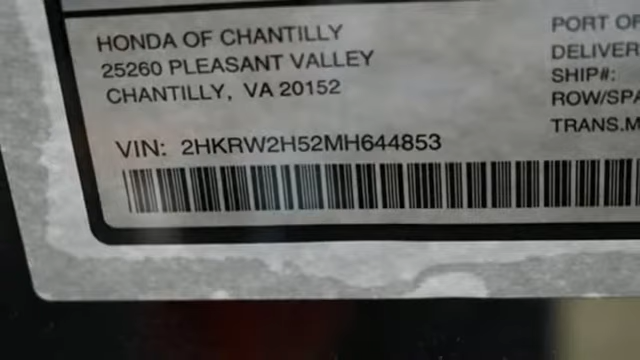 HONDA OF CHANTILLY
25260 PLEASANT VALLEY
CHANTILLY, VA 20152
VIN: 2HKRW2H52MH644853
PORT OF
DELIVER
SHIP#:
ROW/SPA
TRANS.M